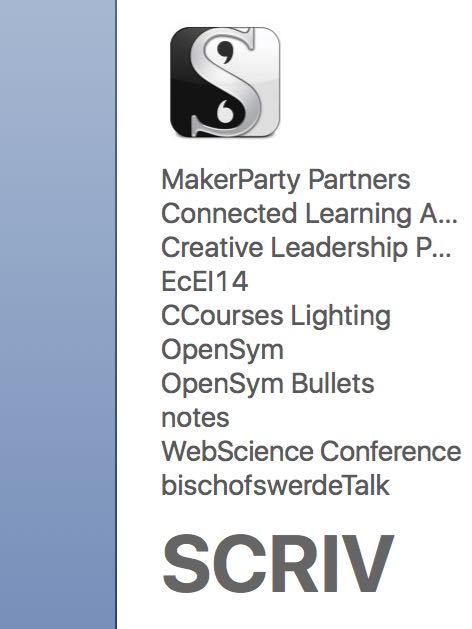 MakerParty Partners
Connected Learning A...
Creative Leadership P...
EcEl14
CCourses Lighting
OpenSym
OpenSym Bullets
notes
WebScience Conference
bischofswerdeTalk
SCRIV